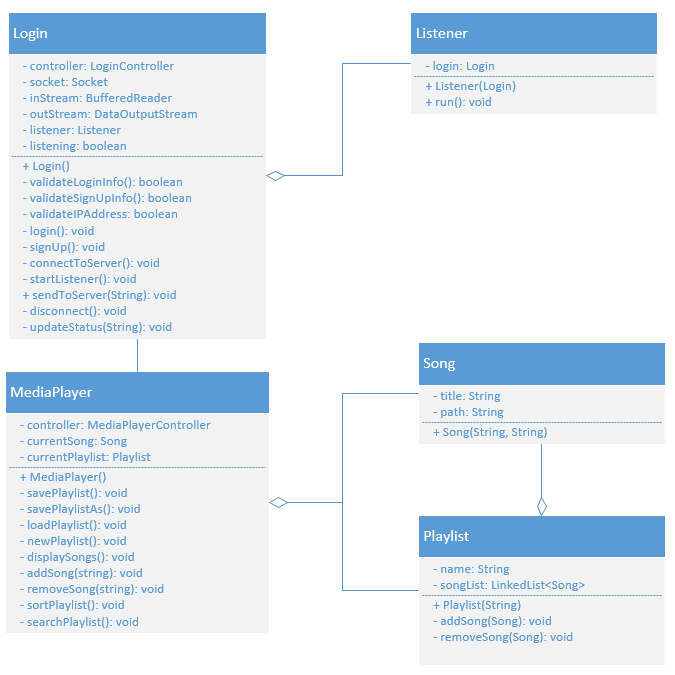 Login
- controller: LoginController
- socket: Socket
- inStream: BufferedReader
- outStream: DataOutputStream
- listener: Listener
- listening: boolean
+ Login()
- validateLoginInfo(): boolean
- validateSignUpInfo(): boolean
- validateIPAddress: boolean
- login(): void
- signUp(): void
- connectToServer(): void
- startListener(): void
+ sendToServer(String): void
- disconnect(): void
- updateStatus(String): void
Listener
- login: Login
+ Listener(Login)
+ run(): void
MediaPlayer
- controller: MediaPlayerController
- currentSong: Song
- currentPlaylist: Playlist
+ MediaPlayer()
- savePlaylist(): void
- savePlaylistAs(): void
- loadPlaylist(): void
- newPlaylist(): void
- displaySongs(): void
- addSong(string): void
- removeSong(string): void
- sortPlaylist(): void
- searchPlaylist(): void
Song
- title: String
- path: String
+ Song(String, String)
Playlist
- name: String
- songList: LinkedList<Song>
+ Playlist(String)
- addSong(Song): void
- removeSong(Song): void